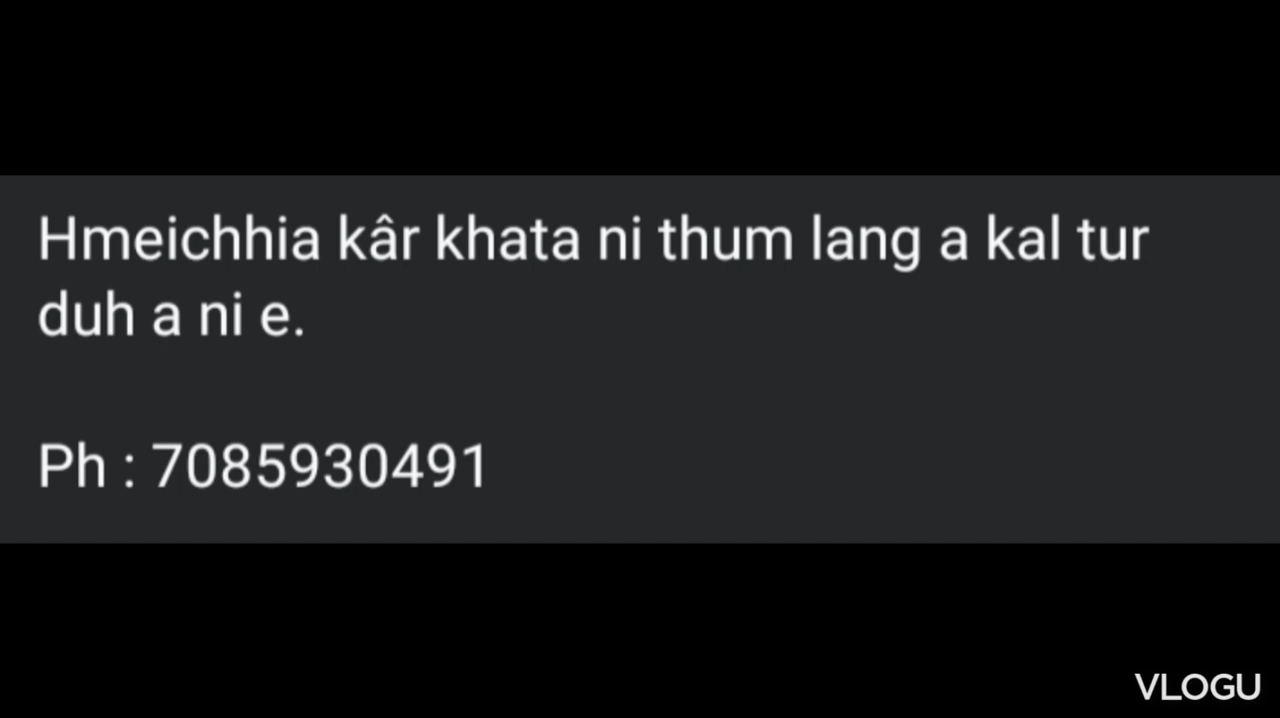 Hmeichhia kâr khata ni thum lang a kal tur
duh a ni e.
Ph : 7085930491
VLOGU